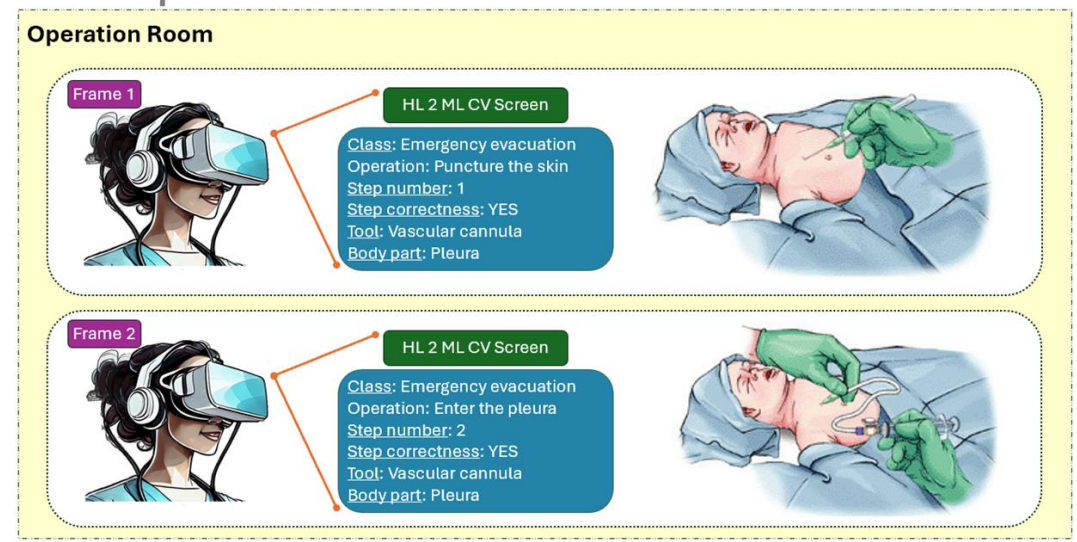 Operation Room
Frame 1
HL 2 ML CV Screen
Class: Emergency evacuation
Operation: Puncture the skin
Step number: 1
Step correctness: YES
Tool: Vascular cannula
Body part: Pleura
Frame 2
HL 2 ML CV Screen
Class: Emergency evacuation
Operation: Enter the pleura
Step number: 2
Step correctness: YES
Tool: Vascular cannula
Body part: Pleura